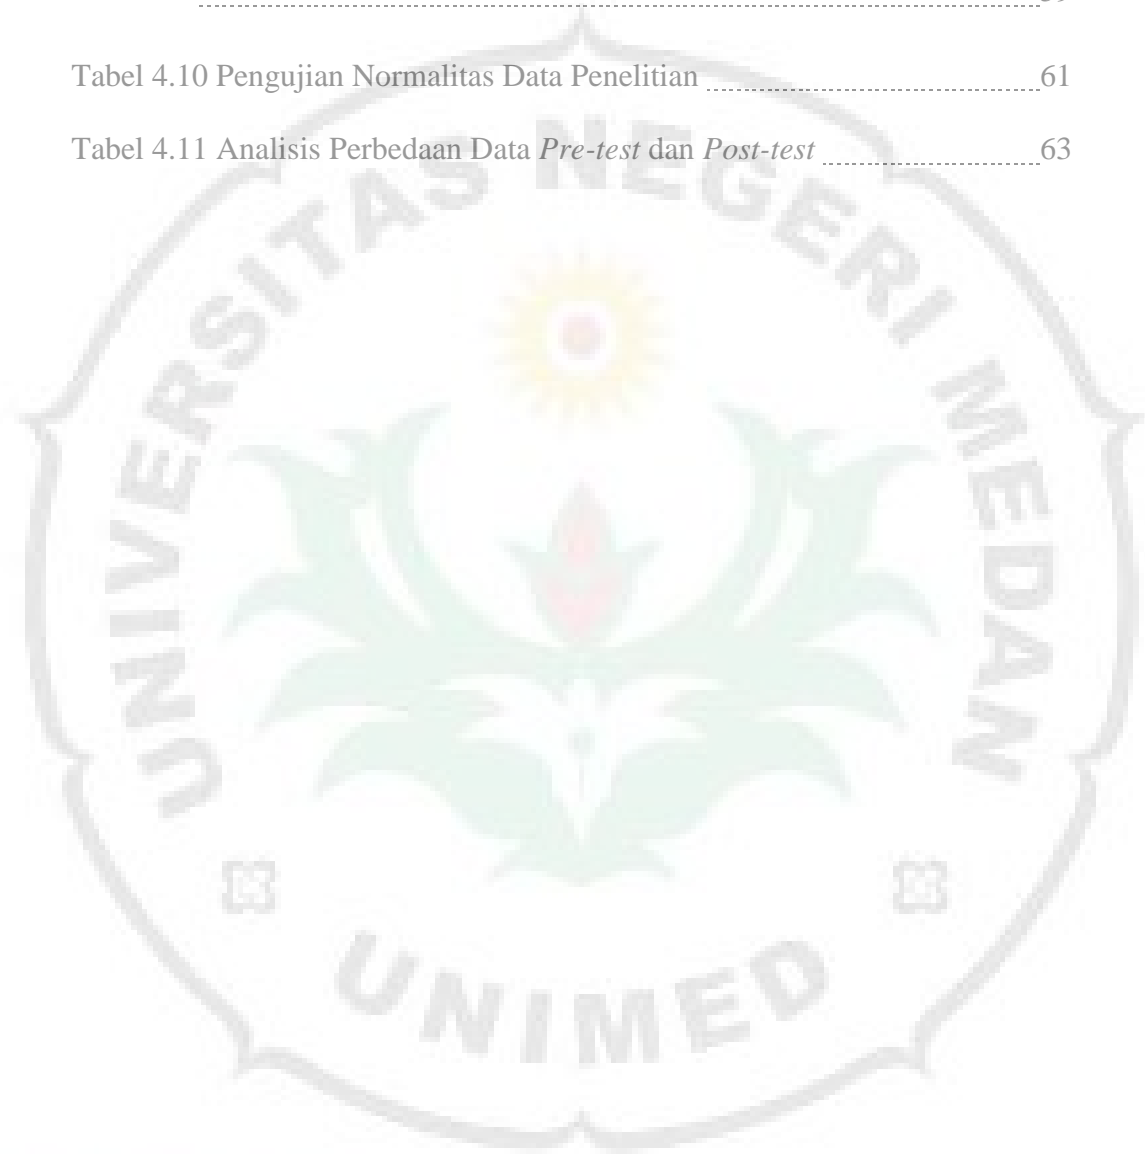 Tabel 4.10 Pengujian Normalitas Data Penelitian 61
Tabel 4.11 Analisis Perbedaan Data Pre-test dan Post-test 63
UNIVERSITAS NEGERI MEDAN
UNIMED